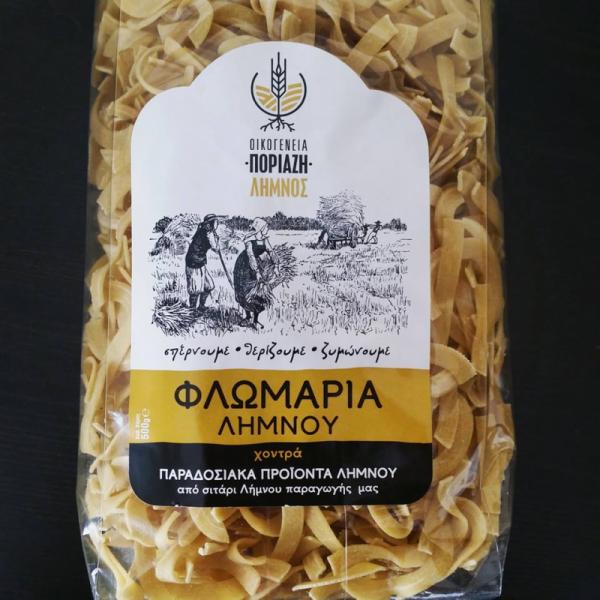 ΟΙΚΟΓΕΝΕΙΑ
·ΠΟΡΙΑΖΗ·
ΛΗΜΝΟΣ
σπέρνουμε • θερίζουμε • ζυμώνουμε
ΦΛΩΜΑΡΙΑ
ΛΗΜΝΟΥ
500g e
χοντρά
ΠΑΡΑΔΟΣΙΑΚΑ ΠΡΟΪΟΝΤΑ ΛΗΜΝΟΥ
από σιτάρι Λήμνου παραγωγής μας